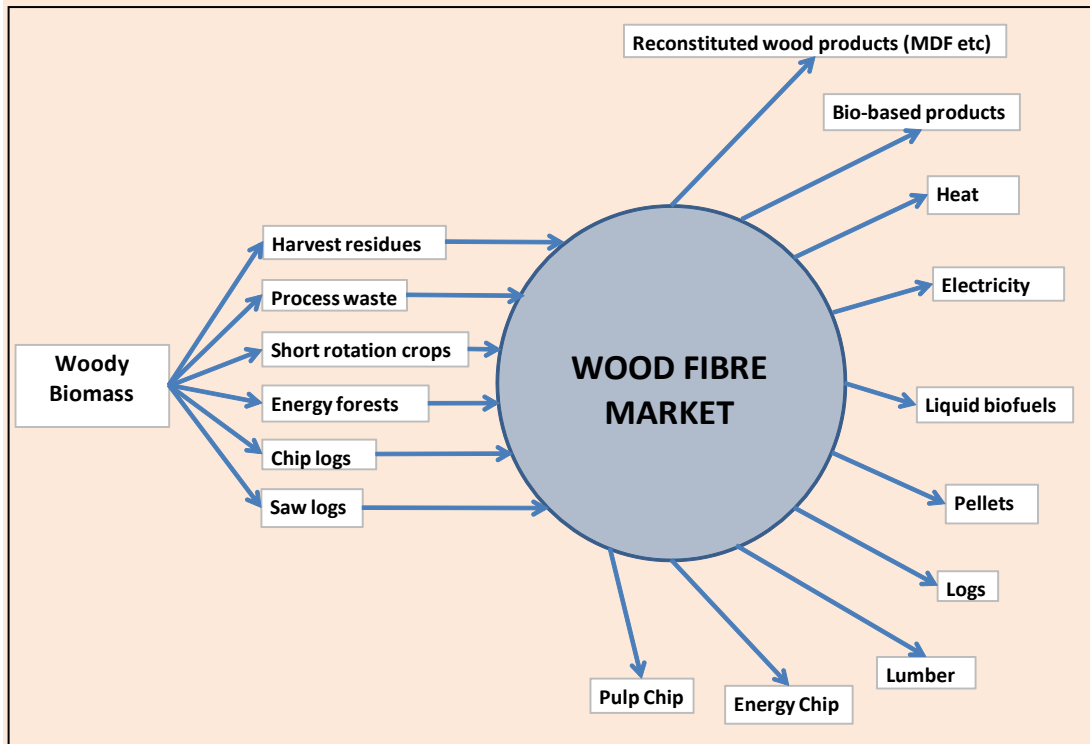 Reconstituted wood products (MDF etc)
Bio-based products
Heat
Electricity
Liquid biofuels
Pellets
Logs
Lumber
Energy Chip
Pulp Chip
Woody
Biomass
Harvest residues
Process waste
Short rotation crops
Energy forests
Chip logs
Saw logs
WOOD FIBRE
MARKET